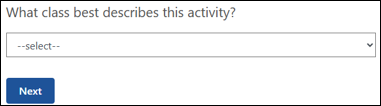 What class best describes this activity?
--select--
Next